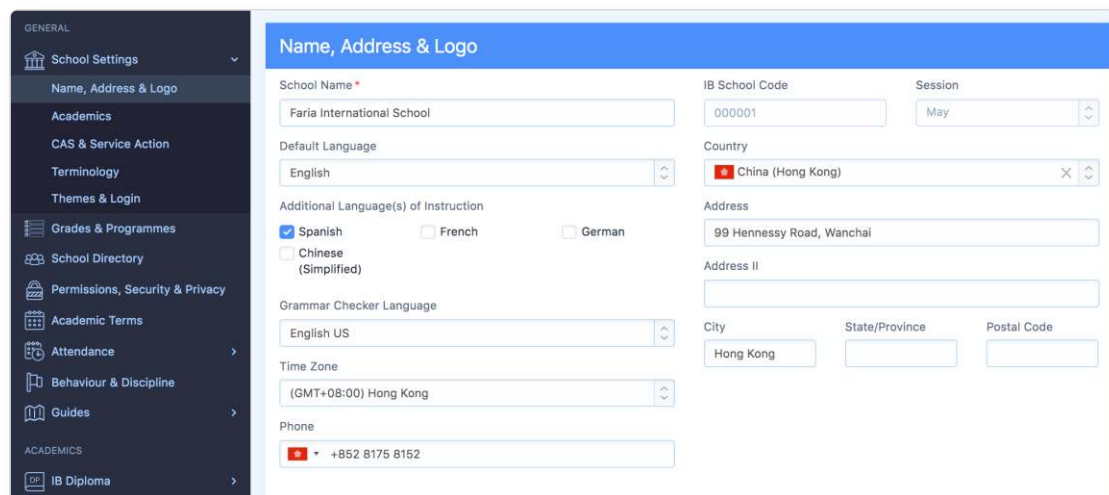 GENERAL
School Settings
Name, Address & Logo
Academics
CAS & Service Action
Terminology
Themes & Login
Grades & Programmes
School Directory
Permissions, Security & Privacy
Academic Terms
Attendance
Behaviour & Discipline
Guides
ACADEMICS
DP IB Diploma
Name, Address & Logo
School Name *
Faria International School
Default Language
English
Additional Language(s) of Instruction
Spanish French German
Chinese
(Simplified)
Grammar Checker Language
English US
Time Zone
(GMT+08:00) Hong Kong
Phone
+852 8175 8152
IB School Code Session
000001 May
Country
China (Hong Kong)
Address
99 Hennessy Road, Wanchai
Address II
City State/Province Postal Code
Hong Kong